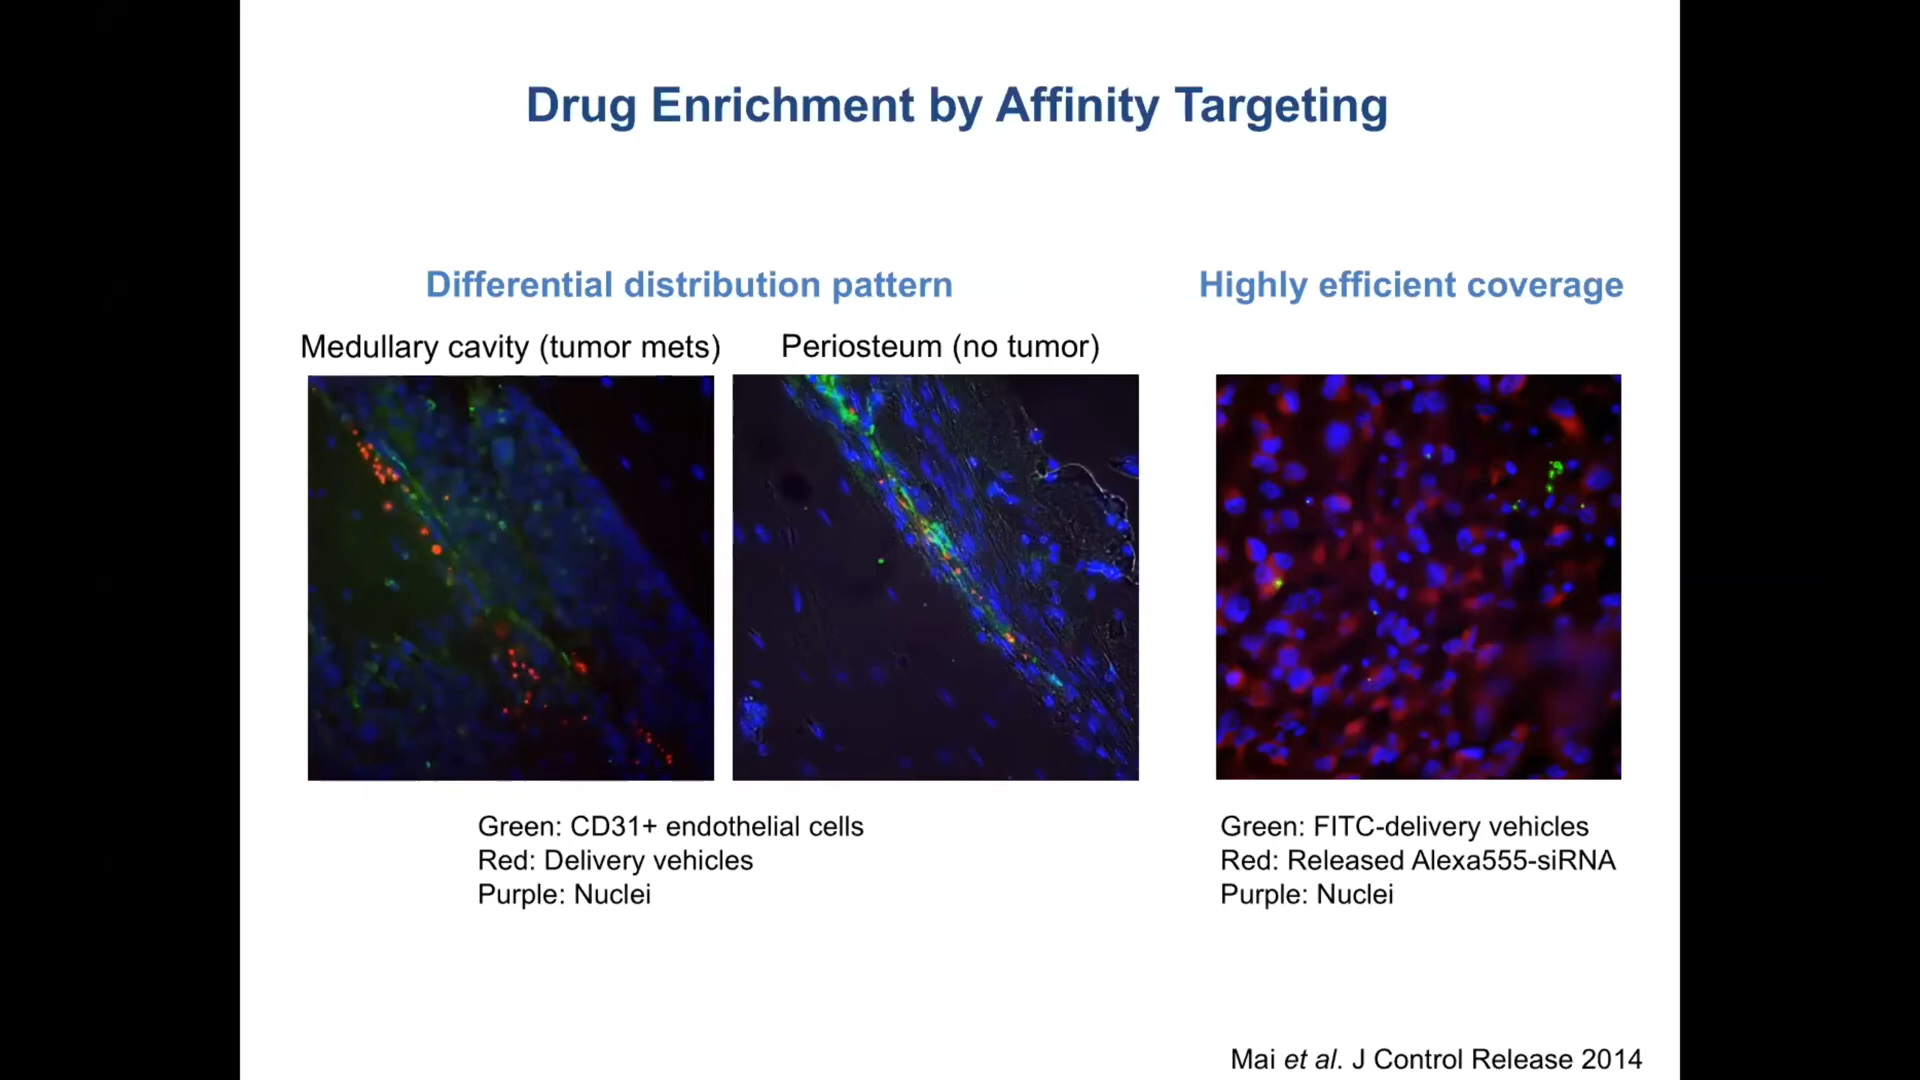 Drug Enrichment by Affinity Targeting
Differential distribution pattern
Medullary cavity (tumor mets)
Periosteum (no tumor)
Green: CD31+ endothelial cells
Red: Delivery vehicles
Purple: Nuclei
Highly efficient coverage
Green: FITC-delivery vehicles
Red: Released Alexa555-siRNA
Purple: Nuclei
Mai et al. J Control Release 2014